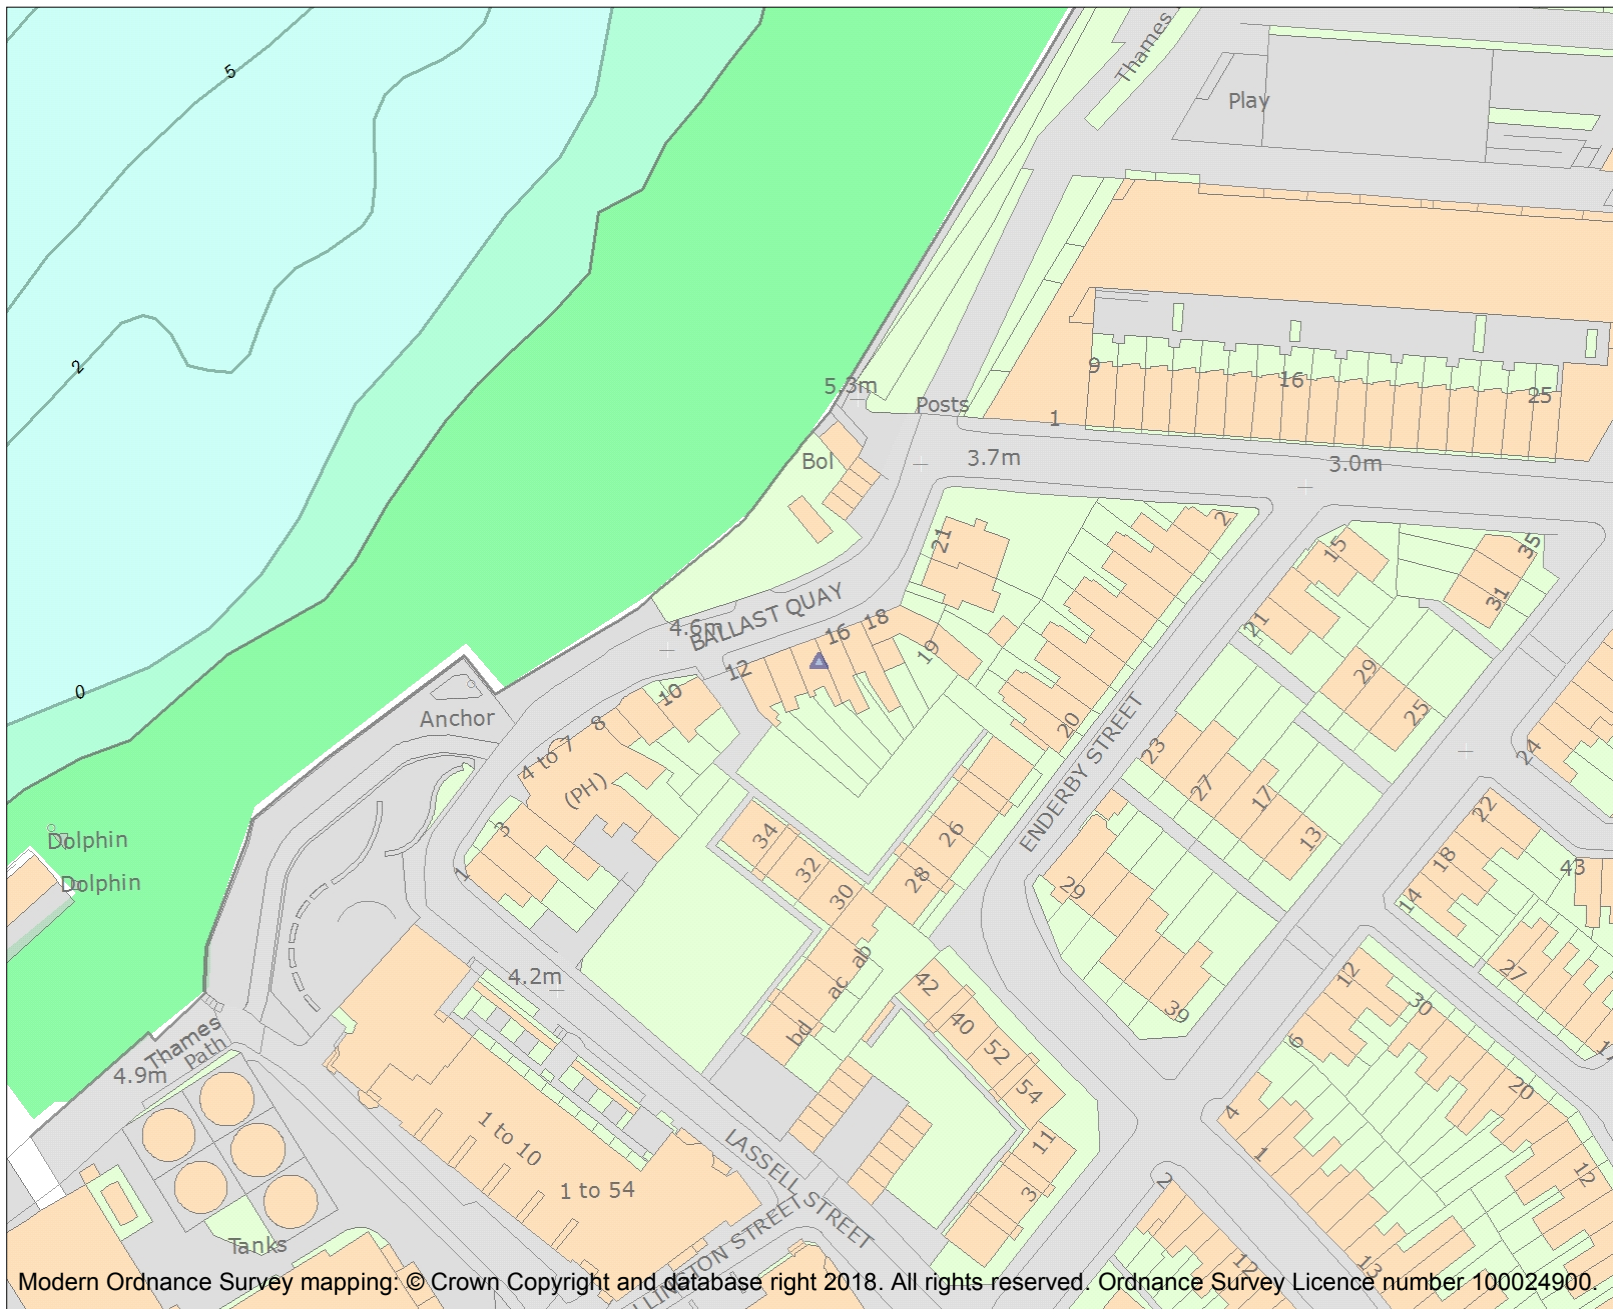 Thames
5
Play
2
9
16
25
5.3m
Posts
1
Bol
3.7m
3.0m
21
2
15
35
31
BALLAST QUAY
4.6m
16
18
12
19
21
29
25
0
10
Anchor
8
4 to 7
(PH)
20
ENDERBY STREET
23
27
17
13
24
22
Dolphin
Dolphin
3
1
34
32
30
26
28
29
18
14
43
ab
ac
bd
4.2m
42
40
52
54
39
12
30
27
6
20
Thames
Path
4.9m
1 to 10
1 to 54
LASSELL STREET
11
3
4
1
2
12
Tanks
12
13
Modern Ordnance Survey mapping: © Crown Copyright and database right 2018. All rights reserved. Ordnance Survey Licence number 100024900.